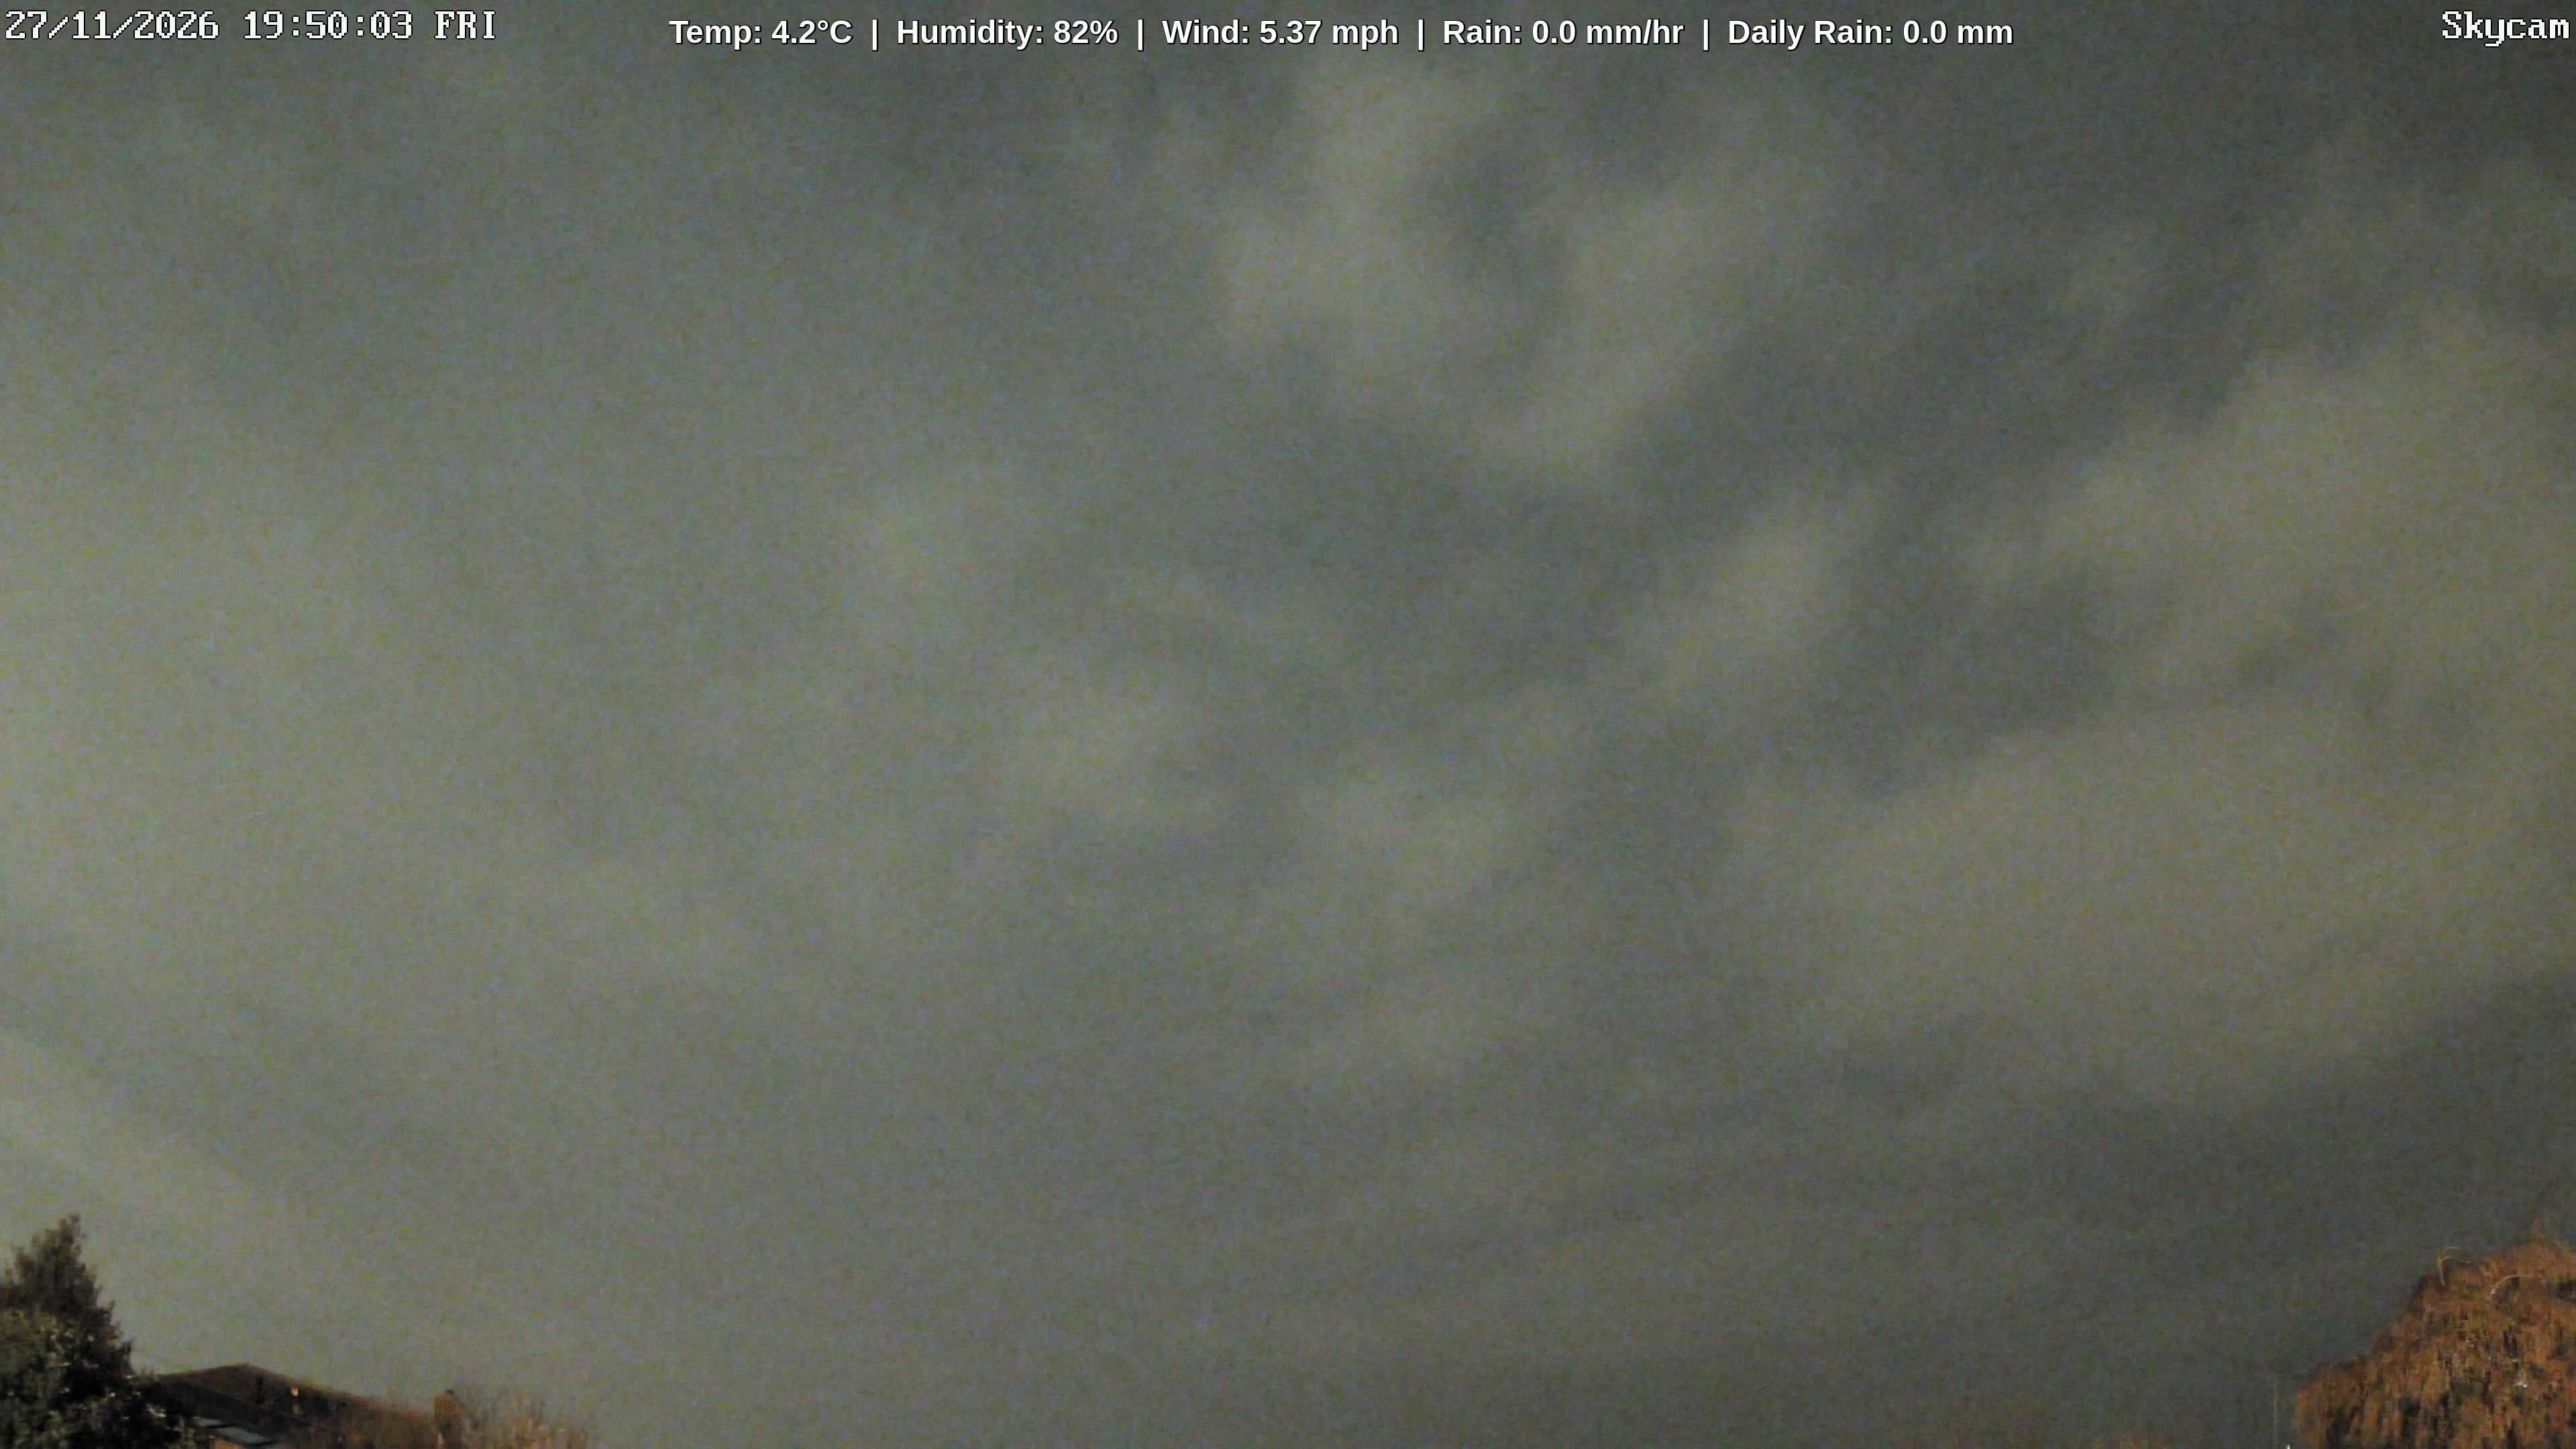 27/11/2026 19:50:03 FRI
Temp: 4.2°C | Humidity: 82% | Wind: 5.37 mph | Rain: 0.0 mm/hr | Daily Rain: 0.0 mm
Skycam